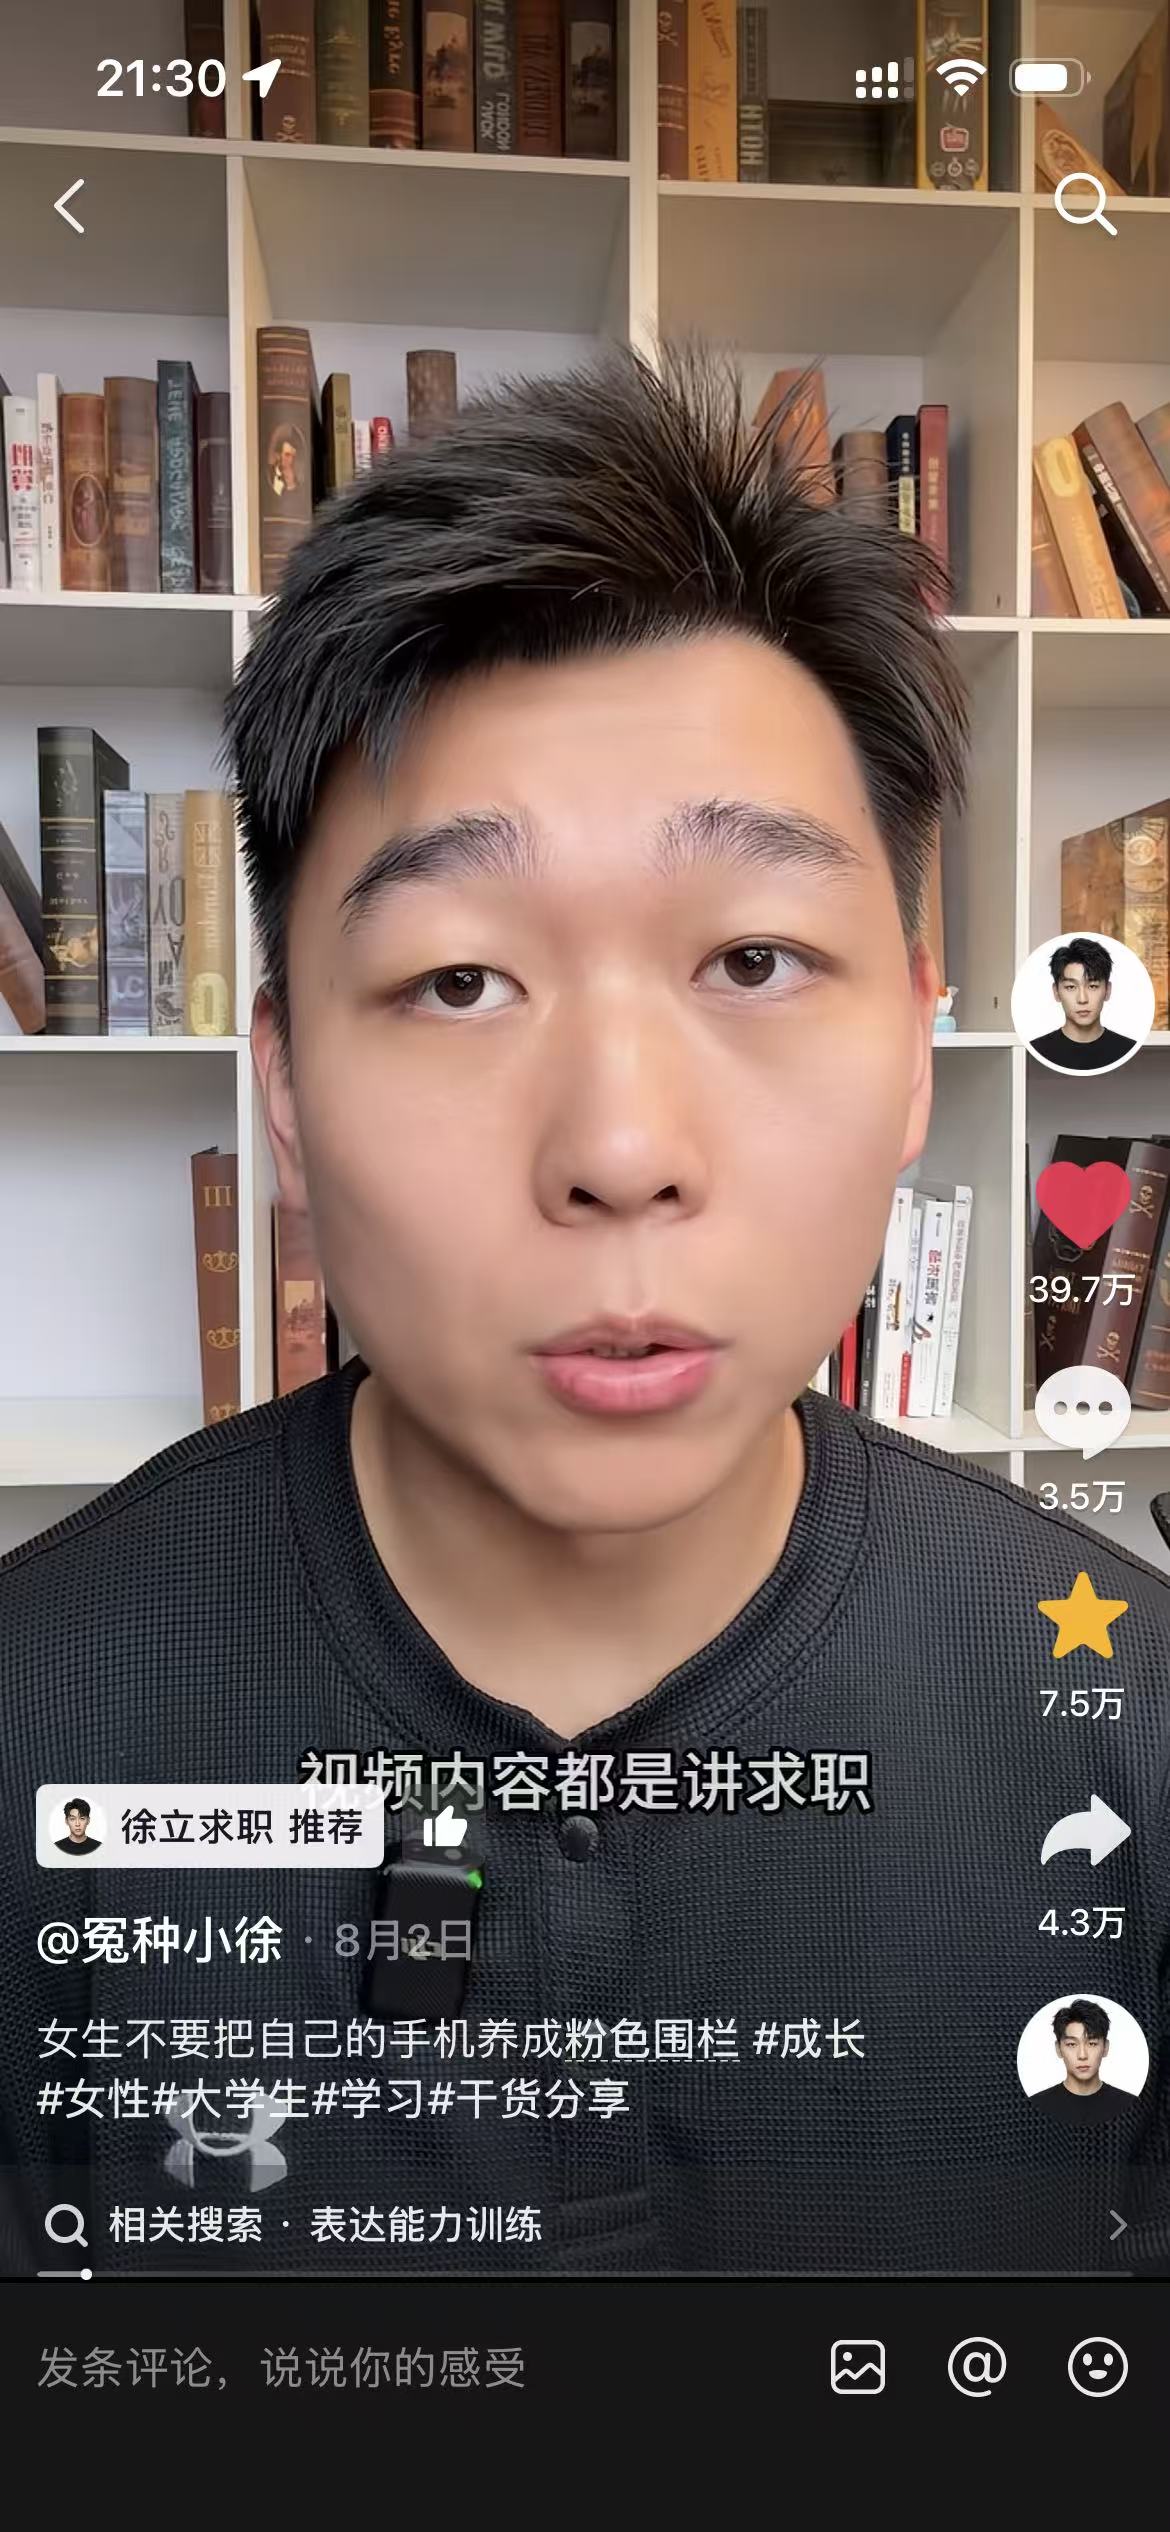 21:30
JANE EYRE
III
39.7万
3.5万
7.5万
视频内容都是讲求职
徐立求职 推荐
4.3万
@冤种小徐 · 8月2日
女生不要把自己的手机养成粉色围栏 #成长
#女性#大学生#学习#干货分享
相关搜索 · 表达能力训练
发条评论，说说你的感受